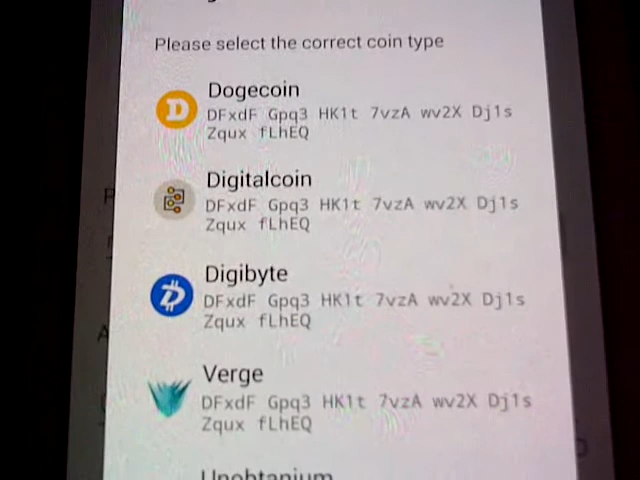 Please select the correct coin type
Dogecoin
DFxdF Gpq3 HK1t 7vzA wv2X Dj1s
Zqux fLhEQ
Digitalcoin
DFxdF Gpq3 HK1t 7vzA wv2X Dj1s
Zqux fLhEQ
Digibyte
DFxdF Gpq3 HK1t 7vzA wv2X Dj1s
Zqux fLhEQ
Verge
DFxdF Gpq3 HK1t 7vzA wv2X Dj1s
Zqux fLhEQ
Unobtanium